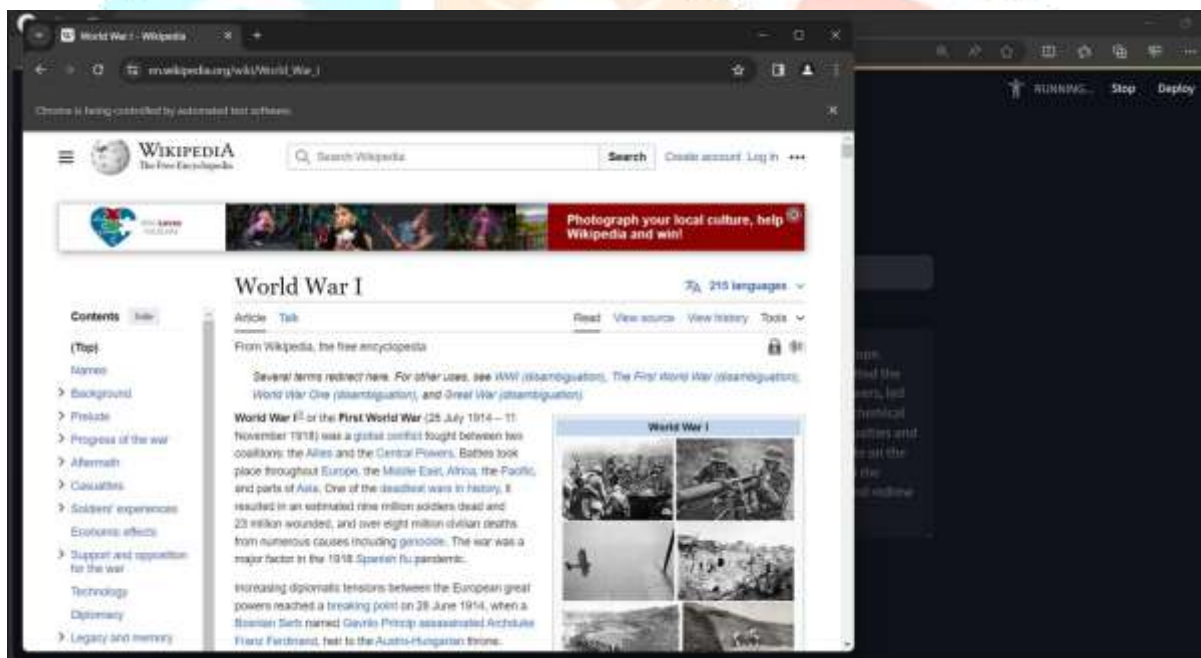 World War I - Wikipedia
en.wikipedia.org/wiki/World_War_I
Chrome is being controlled by automated test software.
RUNNING... Stop Deploy
WIKIPEDIA
The Free Encyclopedia
Search Wikipedia Search Create account Log in
Photograph your local culture, help
Wikipedia and win!
World War I
215 languages
Contents hide
Article Talk Read View source View history Tools
(Top)
From Wikipedia, the free encyclopedia
Names
Several terms redirect here. For other uses, see WWI (disambiguation), The First World War (disambiguation),
World War One (disambiguation), and Great War (disambiguation).
Background
Prelude
Progress of the war
Aftermath
Casualties
Soldiers' experiences
Economic effects
Support and opposition
for the war
Technology
Diplomacy
Legacy and memory
World War I or the First World War (28 July 1914 – 11
November 1918) was a global conflict fought between two
coalitions: the Allies and the Central Powers. Battles took
place throughout Europe, the Middle East, Africa, the Pacific,
and parts of Asia. One of the deadliest wars in history, it
resulted in an estimated nine million soldiers dead and
23 million wounded, and over eight million civilian deaths
from numerous causes including genocide. The war was a
major factor in the 1918 Spanish flu pandemic.
Increasing diplomatic tensions between the European great
powers reached a breaking point on 28 June 1914, when a
Bosnian Serb named Gavrilo Princip assassinated Archduke
Franz Ferdinand, heir to the Austro-Hungarian throne.
World War I